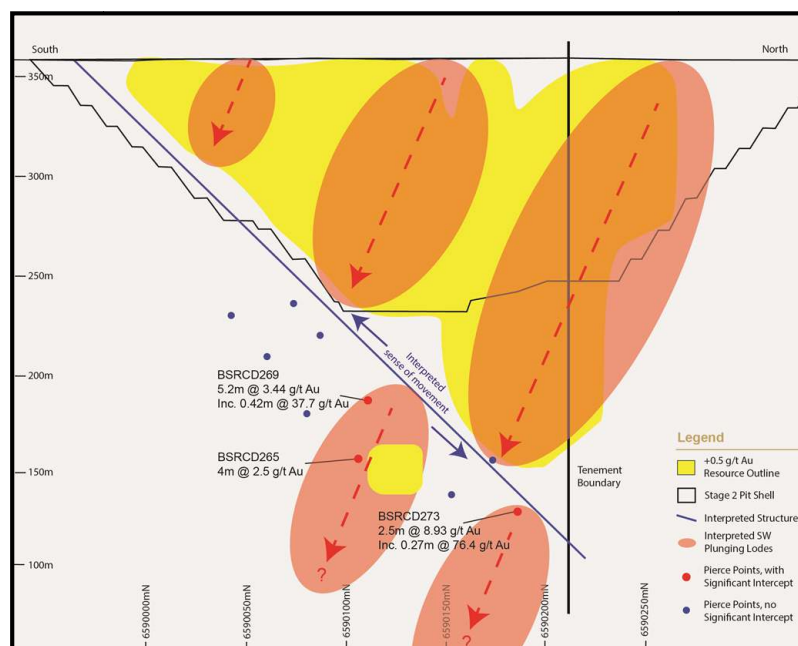 South
North
350m
300m
250m
200m
150m
100m
Interpreted
sense of movement
BSRCD269
5.2m @ 3.44 g/t Au
Inc. 0.42m @ 37.7 g/t Au
BSRCD265
4m @ 2.5 g/t Au
BSRCD273
2.5m @ 8.93 g/t Au
Inc. 0.27m @ 76.4 g/t Au
?
?
Tenement
Boundary
6590000mN
6590050mN
6590100mN
6590150mN
6590200mN
6590250mN
Legend
+0.5 g/t Au
Resource Outline
Stage 2 Pit Shell
Interpreted Structure
Interpreted SW
Plunging Lodes
Pierce Points, with
Significant Intercept
Pierce Points, no
Significant Intercept